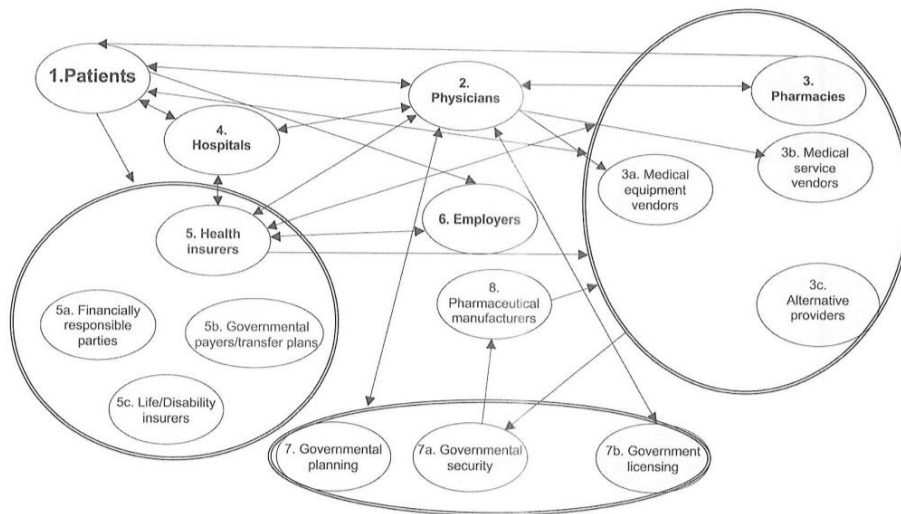 1.Patients
2.
Physicians
3.
Pharmacies
4.
Hospitals
3a. Medical
equipment
vendors
3b. Medical
service
vendors
5. Health
insurers
6. Employers
8.
Pharmaceutical
manufacturers
3c.
Alternative
providers
5a. Financially
responsible
parties
5b. Governmental
payers/transfer plans
5c. Life/Disability
insurers
7. Governmental
planning
7a. Governmental
security
7b. Government
licensing